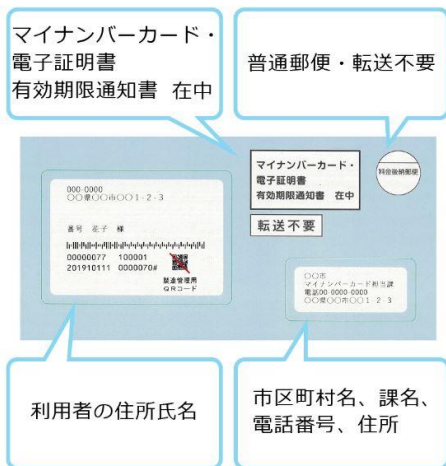 マイナンバーカード・
電子証明書
有効期限通知書 在中
普通郵便・転送不要
マイナンバーカード・
電子証明書
有効期限通知書 在中
料金後納郵便
転送不要
000-0000
〇〇県〇〇市〇〇1-2-3
番号 花子 様
00000077 100001
201910111 0000070#
製造管理用
QRコード
〇〇市
マイナンバーカード担当課
電話00-0000-0000
〇〇県〇〇市〇〇1-2-3
利用者の住所氏名
市区町村名、課名、
電話番号、住所